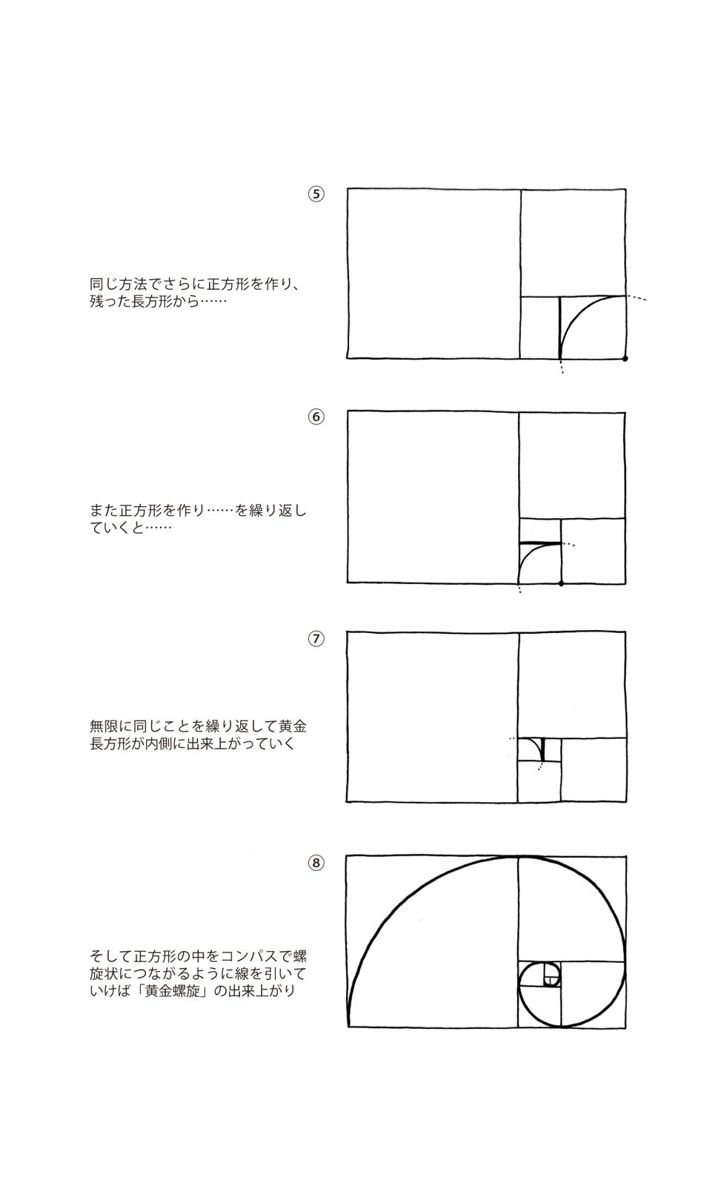 ⑤
同じ方法でさらに正方形を作り、
残った長方形から……
⑥
また正方形を作り……を繰り返し
ていくと……
⑦
無限に同じことを繰り返して黄金
長方形が内側に出来上がっていく
⑧
そして正方形の中をコンパスで螺
旋状につながるように線を引いて
いけば「黄金螺旋」の出来上がり